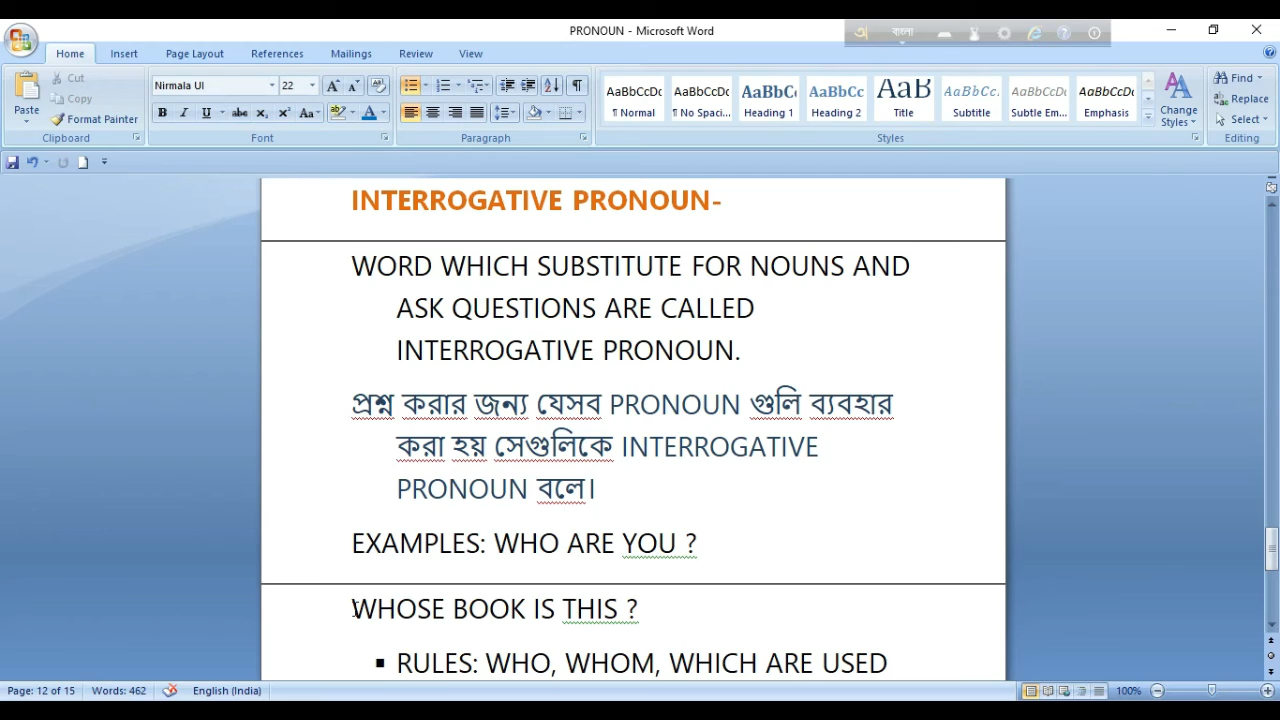 PRONOUN - Microsoft Word
অ বাংলা
Home Insert Page Layout References Mailings Review View
Paste Cut Copy Format Painter
Nirmala UI 22
AaBbCcDc AaBbCcDc AaBbCc AaBbCc AaB AaBbCc. AaBbCcDc AaBbCcDc
¶ Normal ¶ No Spaci... Heading 1 Heading 2 Title Subtitle Subtle Em... Emphasis
Change Styles
Find Replace Select
Clipboard Font Paragraph Styles Editing
INTERROGATIVE PRONOUN-
WORD WHICH SUBSTITUTE FOR NOUNS AND
ASK QUESTIONS ARE CALLED
INTERROGATIVE PRONOUN.
প্রশ্ন করার জন্য যেসব PRONOUN গুলি ব্যবহার
করা হয় সেগুলিকে INTERROGATIVE
PRONOUN বলে।
EXAMPLES: WHO ARE YOU ?
WHOSE BOOK IS THIS ?
▪ RULES: WHO, WHOM, WHICH ARE USED
Page: 12 of 15 Words: 462 English (India) 100%